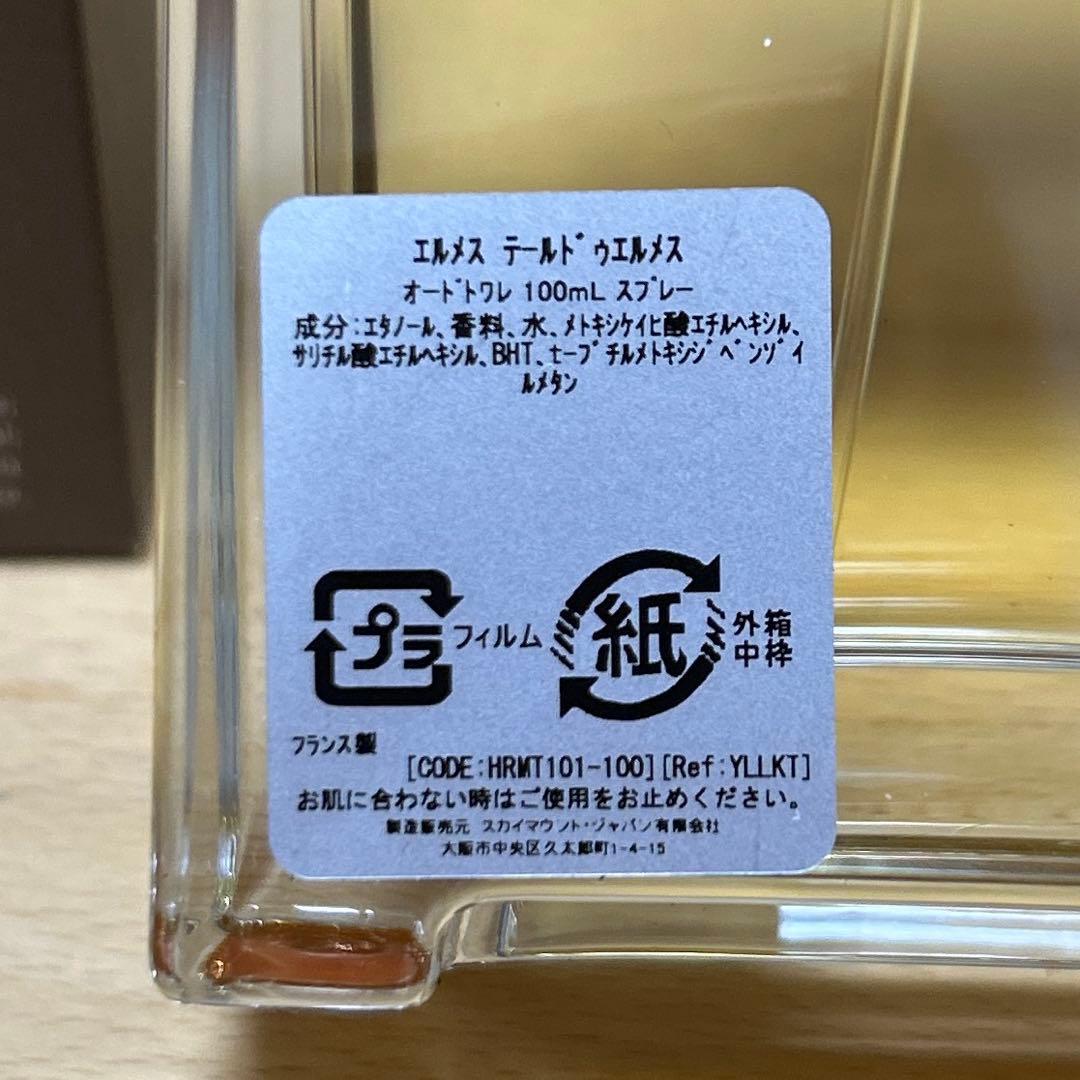 エルメス テールドゥエルメス
オードトワレ 100mL スプレー
成分:エタノール、香料、水、メトキシケイヒ酸エチルヘキシル、
サリチル酸エチルヘキシル、BHT、t-ブチルメトキシジベンゾイ
ルメタン
プラ フィルム 紙 外箱
中枠
フランス製
[CODE:HRMT101-100][Ref:YLLKT]
お肌に合わない時はご使用をお止めください。
製造販売元 スカイマウント・ジャパン有限会社
大阪市中央区久太郎町1-4-15